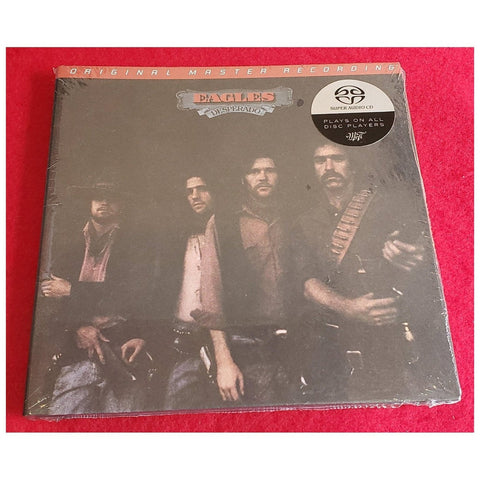 ORIGINAL MASTER RECORDING
EAGLES
DESPERADO
SUPER AUDIO CD
PLAYS ON ALL
DISC PLAYERS